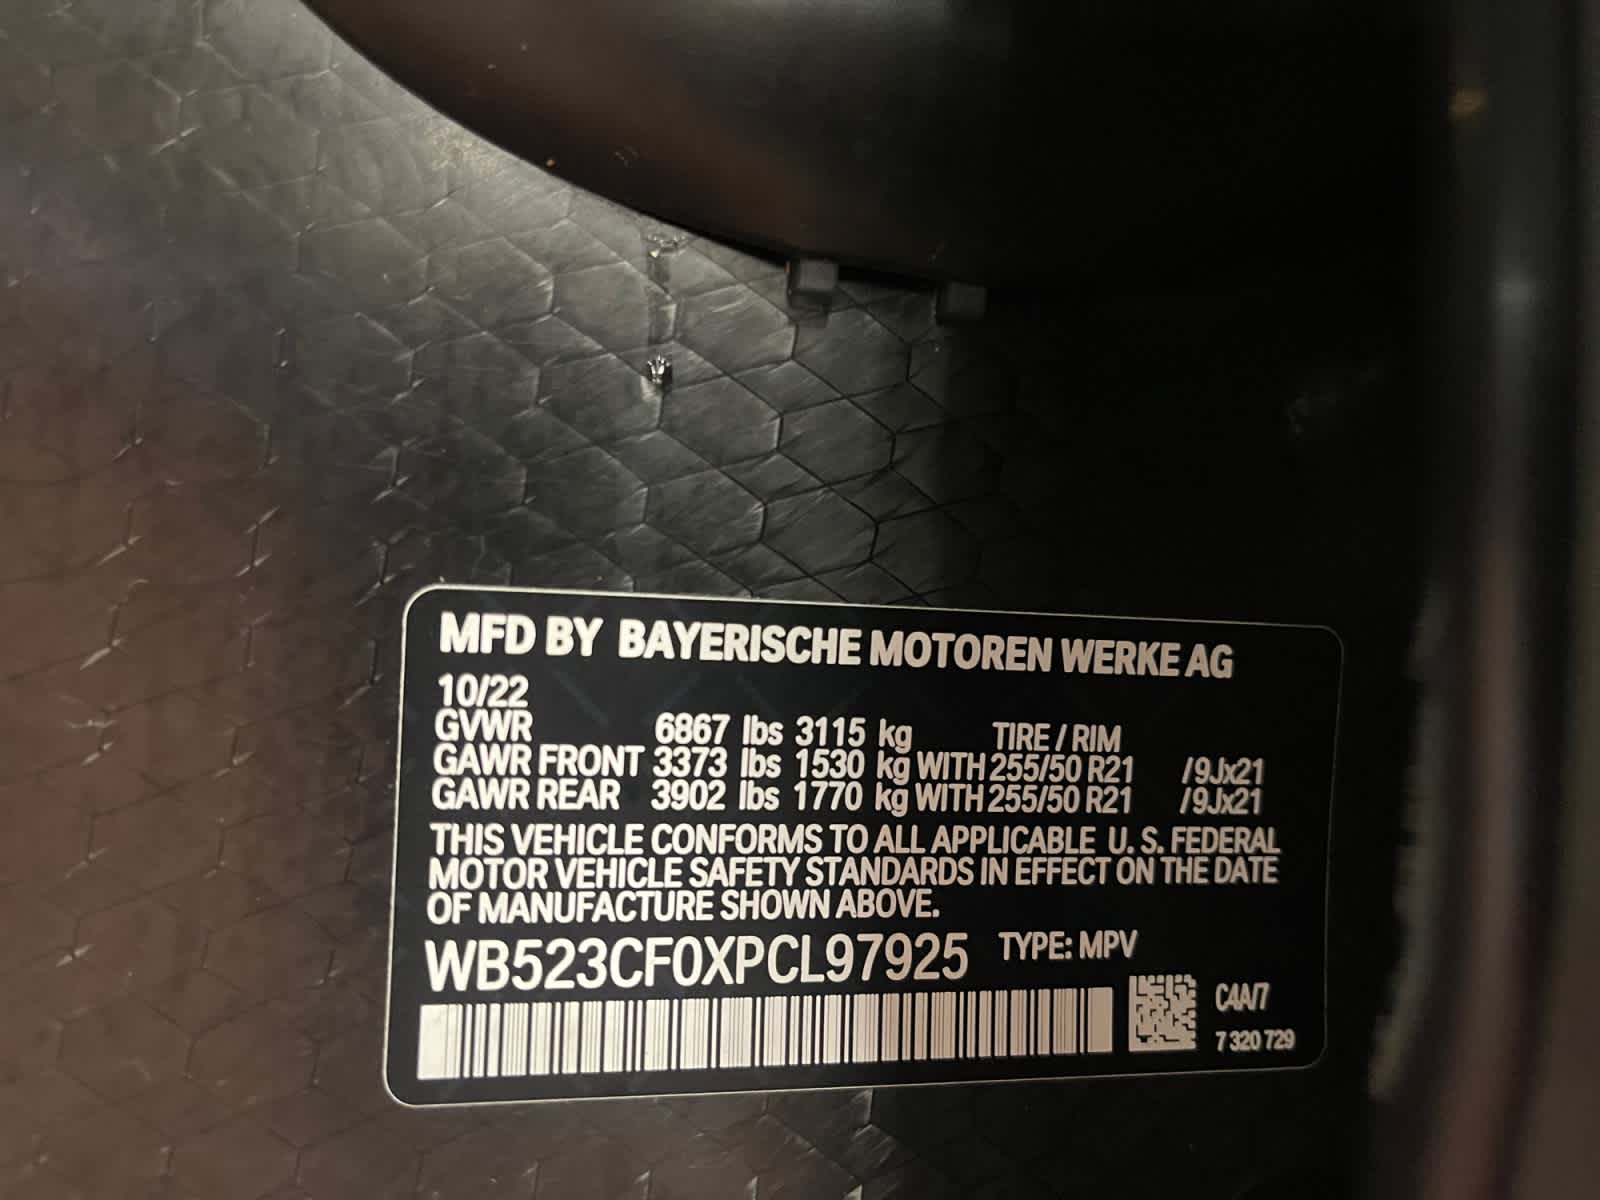 MFD BY BAYERISCHE MOTOREN WERKE AG
10/22
GVWR 6867 lbs 3115 kg TIRE / RIM
GAWR FRONT 3373 lbs 1530 kg WITH 255/50 R21 /9Jx21
GAWR REAR 3902 lbs 1770 kg WITH 255/50 R21 /9Jx21
THIS VEHICLE CONFORMS TO ALL APPLICABLE U. S. FEDERAL
MOTOR VEHICLE SAFETY STANDARDS IN EFFECT ON THE DATE
OF MANUFACTURE SHOWN ABOVE.
WB523CF0XPCL97925 TYPE: MPV
C4A/7
7 320 729